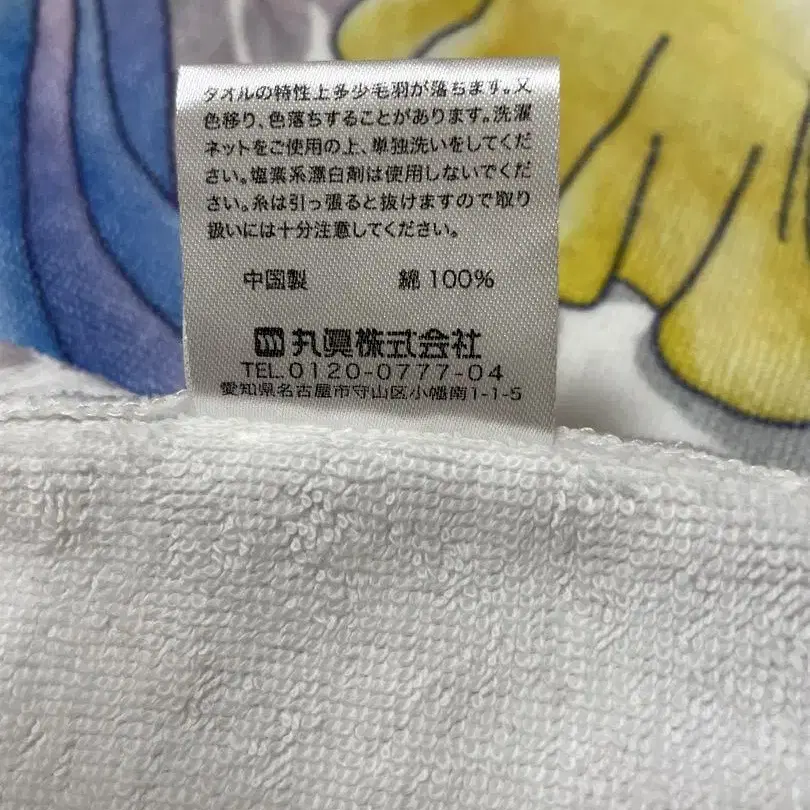 タオルの特性上多少毛羽が落ちます。又
色移り、色落ちすることがあります。洗濯
ネットをご使用の上、単独洗いをしてくだ
さい。塩素系漂白剤は使用しないでくだ
さい。糸は引っ張ると抜けますので取り
扱いには十分注意してください。
中国製 綿100%
丸眞株式会社
TEL.0120-0777-04
愛知県名古屋市守山区小幡南1-1-5